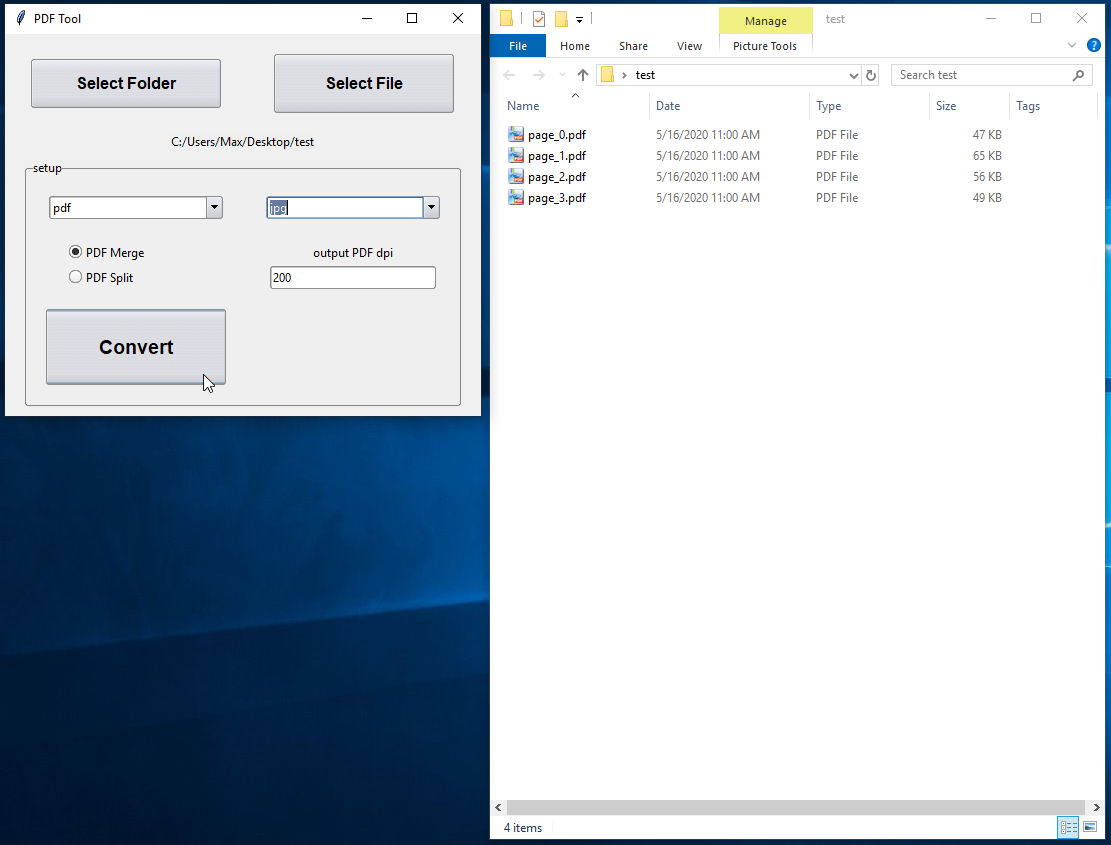 PDF Tool
Select Folder
Select File
C:/Users/Max/Desktop/test
setup
pdf
jpg
PDF Merge
output PDF dpi
PDF Split
200
Convert
Manage
test
File
Home
Share
View
Picture Tools
test
Search test
Name
Date
Type
Size
Tags
page_0.pdf 5/16/2020 11:00 AM PDF File 47 KB
page_1.pdf 5/16/2020 11:00 AM PDF File 65 KB
page_2.pdf 5/16/2020 11:00 AM PDF File 56 KB
page_3.pdf 5/16/2020 11:00 AM PDF File 49 KB
4 items